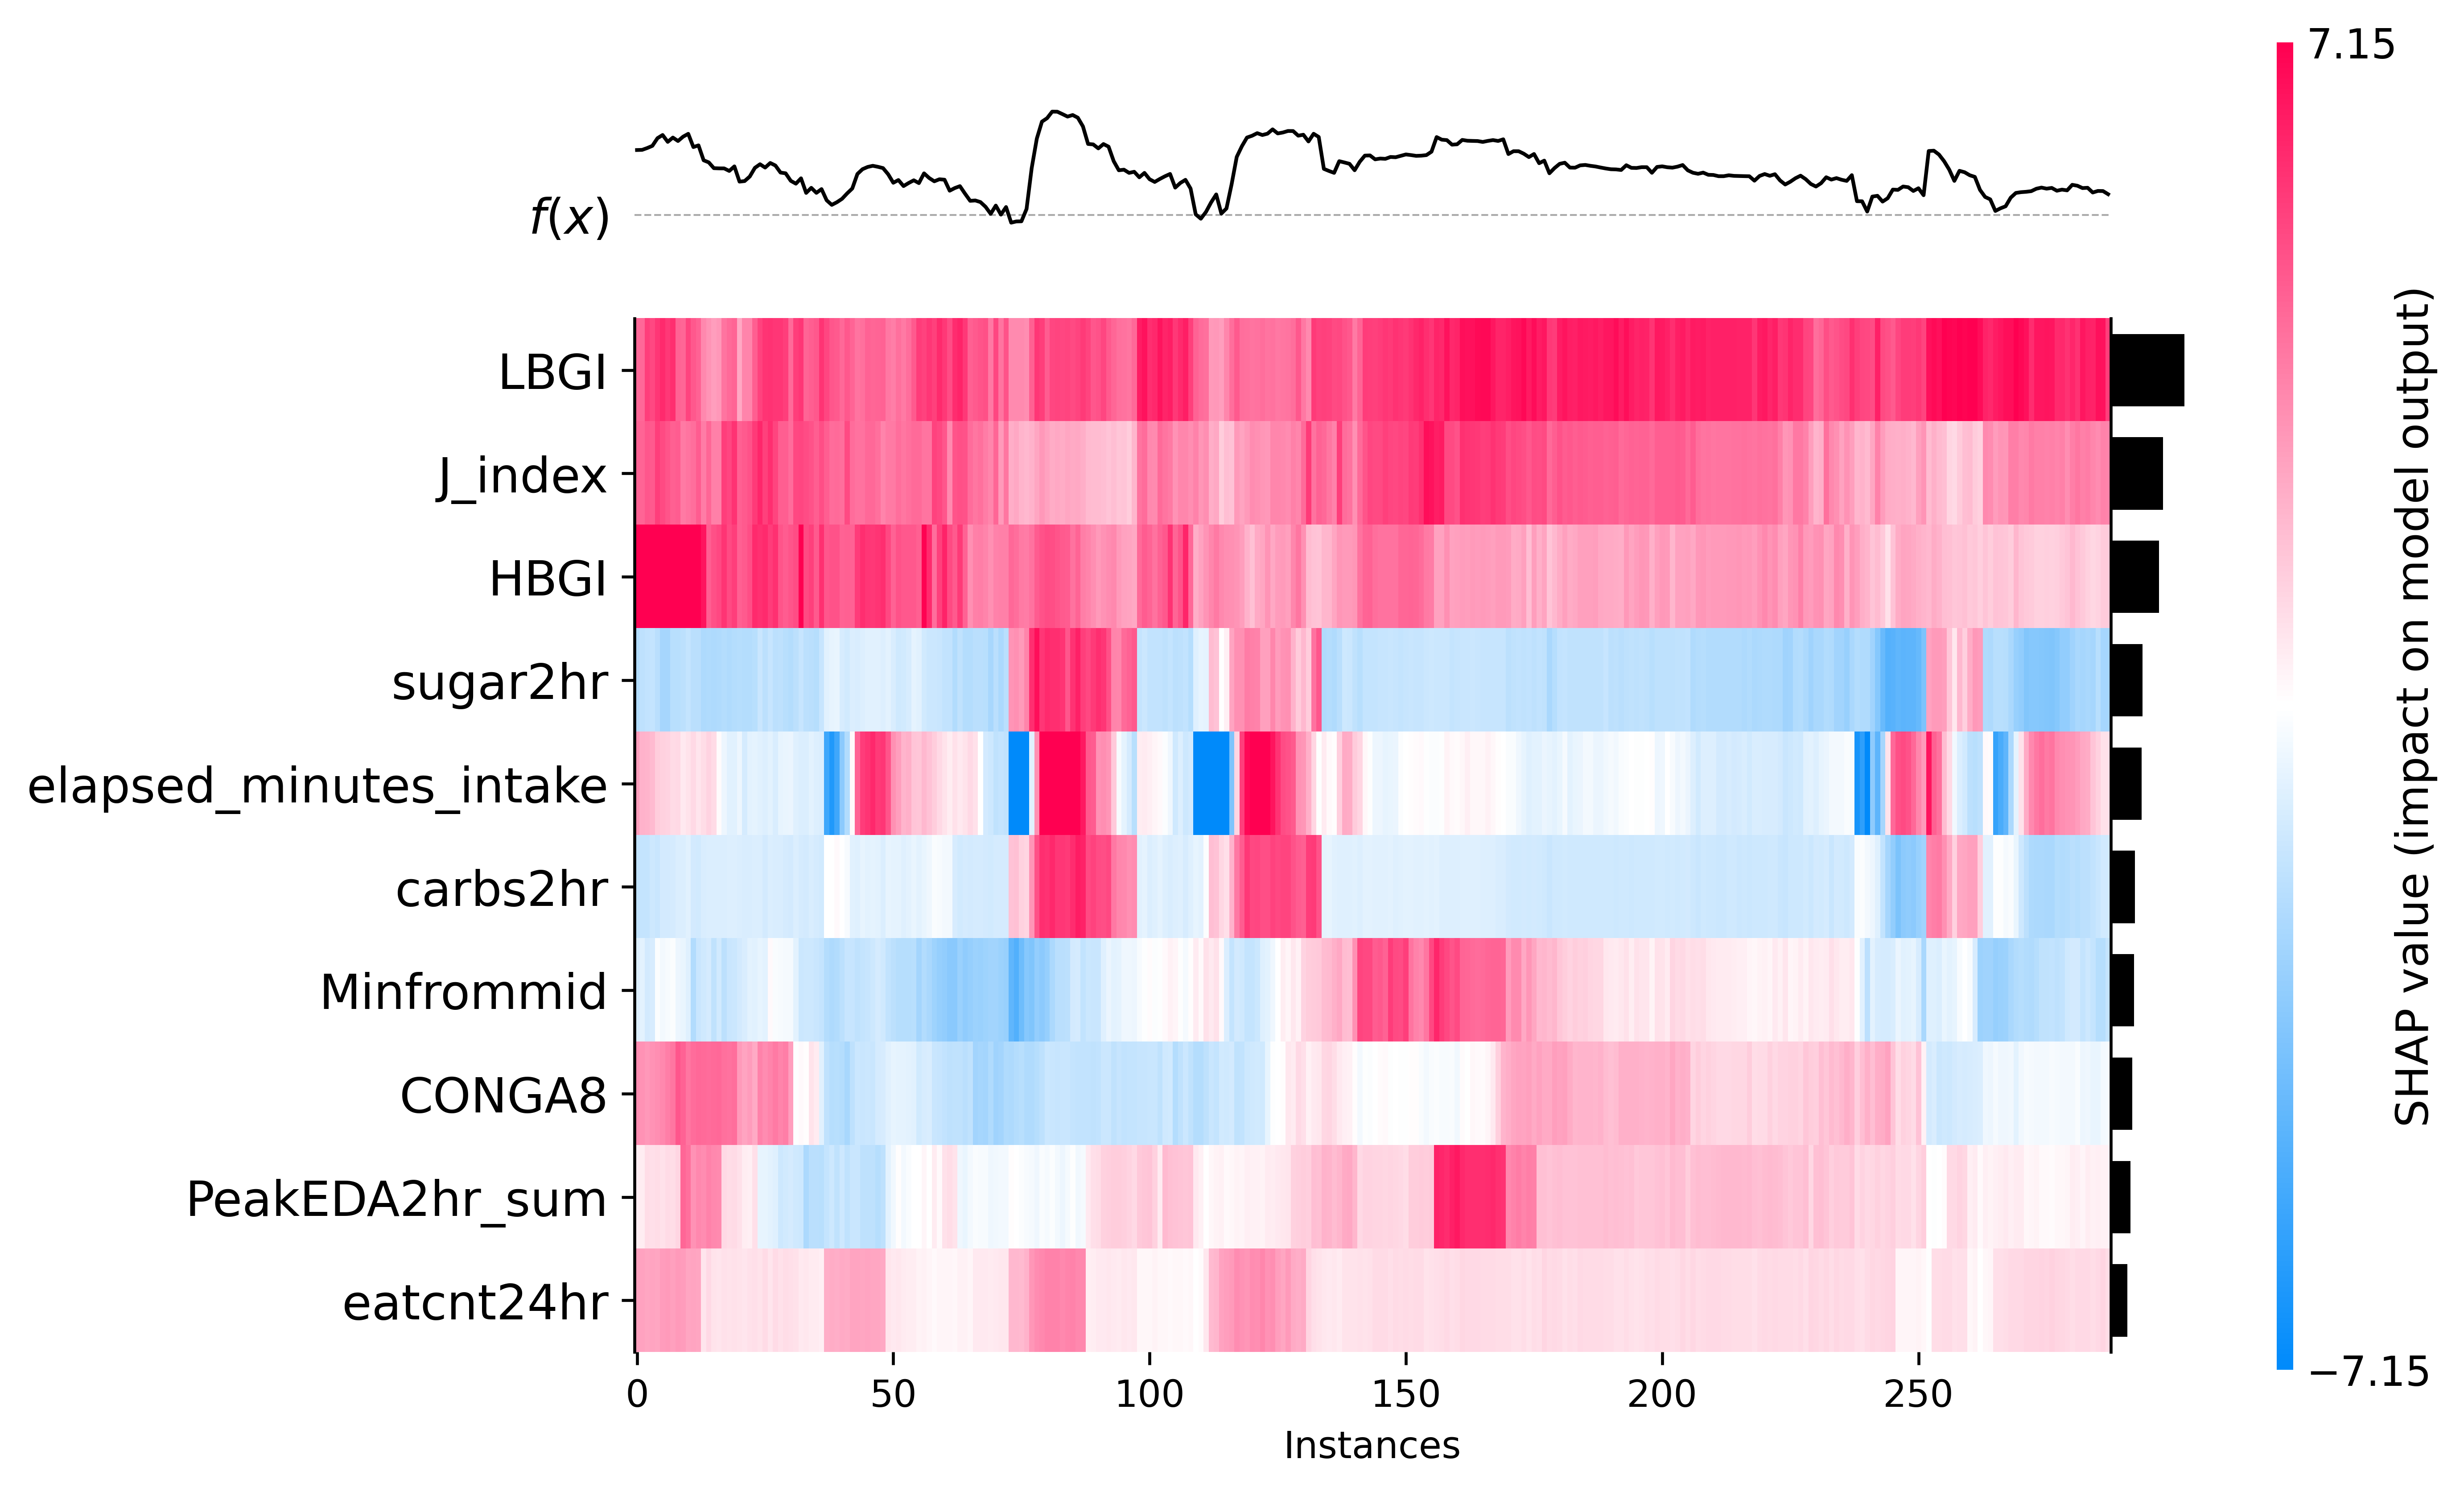 7.15
f(x)
LBGI
J_index
HBGI
sugar2hr
elapsed_minutes_intake
carbs2hr
Minfrommid
CONGA8
PeakEDA2hr_sum
eatcnt24hr
0 50 100 150 200 250
Instances
SHAP value (impact on model output)
−7.15